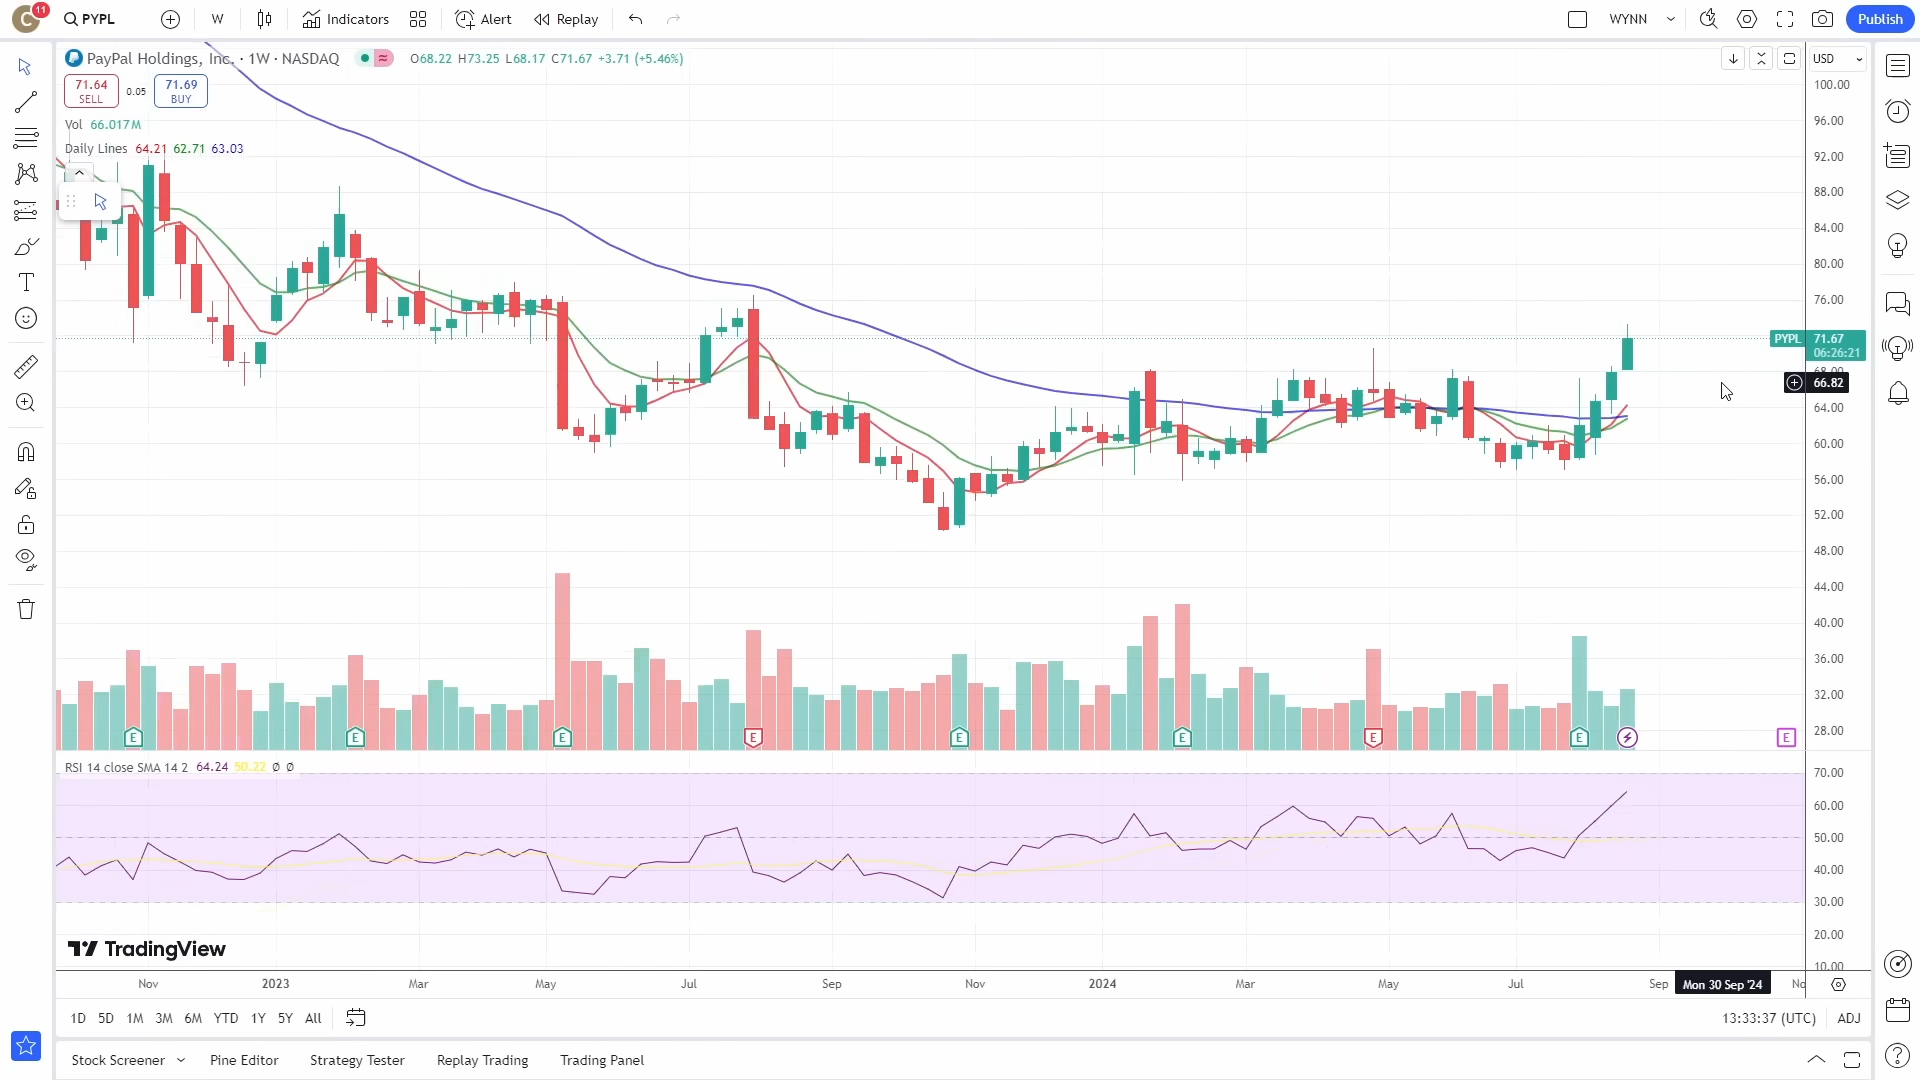 C
11
PYPL
W
Indicators
Alert
Replay
WYNN
Publish
PayPal Holdings, Inc. · 1W · NASDAQ
O68.22 H73.25 L68.17 C71.67 +3.71 (+5.46%)
USD
71.64
SELL
0.05
71.69
BUY
Vol 66.017M
Daily Lines 64.21 62.71 63.03
100.00
96.00
92.00
88.00
84.00
80.00
76.00
PYPL 71.67
06:26:21
68.00
66.82
64.00
60.00
56.00
52.00
48.00
44.00
40.00
36.00
32.00
28.00
E E E E E E E E E
RSI 14 close SMA 14 2 64.24 50.22 Ø Ø
70.00
60.00
50.00
40.00
30.00
20.00
10.00
TradingView
Nov 2023 Mar May Jul Sep Nov 2024 Mar May Jul Sep Mon 30 Sep '24 No
1D 5D 1M 3M 6M YTD 1Y 5Y All
13:33:37 (UTC) ADJ
Stock Screener Pine Editor Strategy Tester Replay Trading Trading Panel